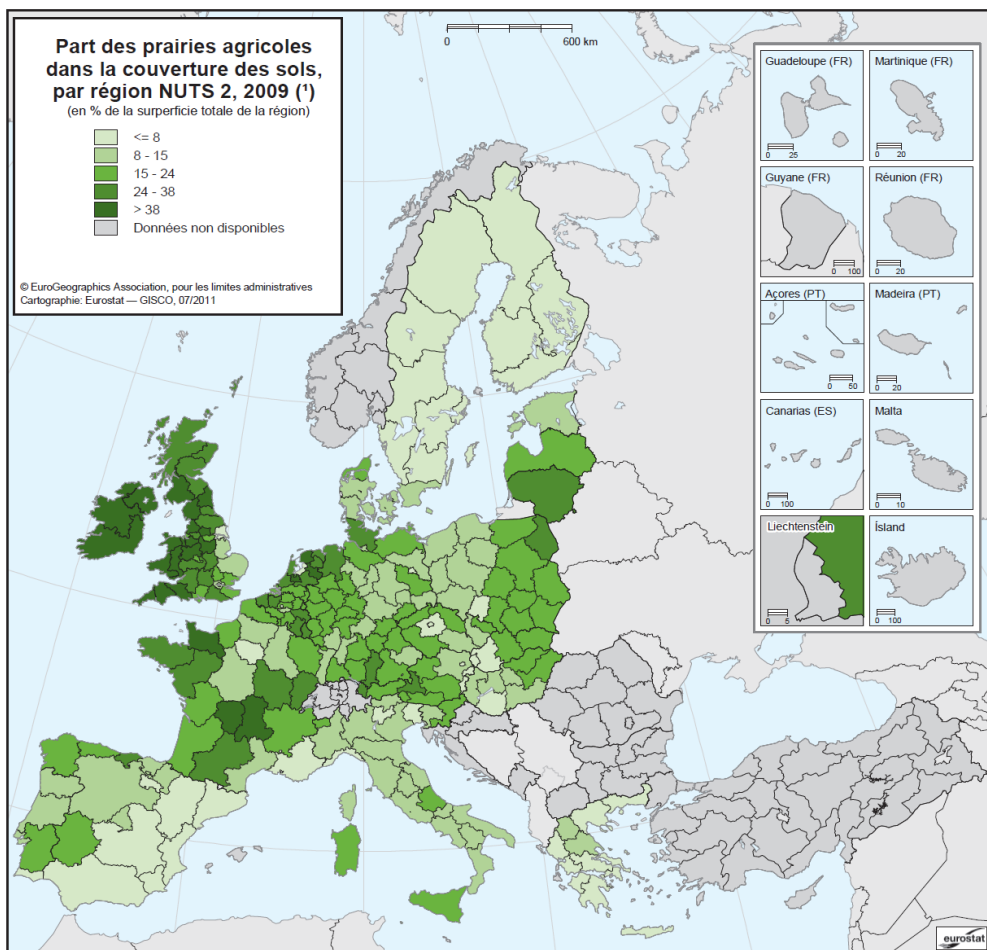 Part des prairies agricoles
dans la couverture des sols,
par région NUTS 2, 2009 (¹)
(en % de la surperficie totale de la région)
<= 8
8 - 15
15 - 24
24 - 38
> 38
Données non disponibles
© EuroGeographics Association, pour les limites administratives
Cartographie: Eurostat — GISCO, 07/2011
0 600 km
Guadeloupe (FR)
0 25
Martinique (FR)
0 20
Guyane (FR)
0 100
Réunion (FR)
0 20
Açores (PT)
0 50
Madeira (PT)
0 20
Canarias (ES)
0 100
Malta
0 10
Liechtenstein
0 5
Ísland
0 100
eurostat